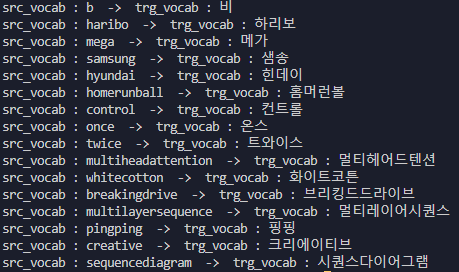 src_vocab : b -> trg_vocab : 비
src_vocab : haribo -> trg_vocab : 하리보
src_vocab : mega -> trg_vocab : 메가
src_vocab : samsung -> trg_vocab : 샘송
src_vocab : hyundai -> trg_vocab : 힌데이
src_vocab : homerunball -> trg_vocab : 홈머런볼
src_vocab : control -> trg_vocab : 컨트롤
src_vocab : once -> trg_vocab : 온스
src_vocab : twice -> trg_vocab : 트와이스
src_vocab : multiheadattention -> trg_vocab : 멀티헤어드텐션
src_vocab : whitecotton -> trg_vocab : 화이트코튼
src_vocab : breakingdrive -> trg_vocab : 브리킹드드라이브
src_vocab : multilayersequence -> trg_vocab : 멀티레이어시퀀스
src_vocab : pingping -> trg_vocab : 핑핑
src_vocab : creative -> trg_vocab : 크리에이티브
src_vocab : sequencediagram -> trg_vocab : 시퀀스다이어그램